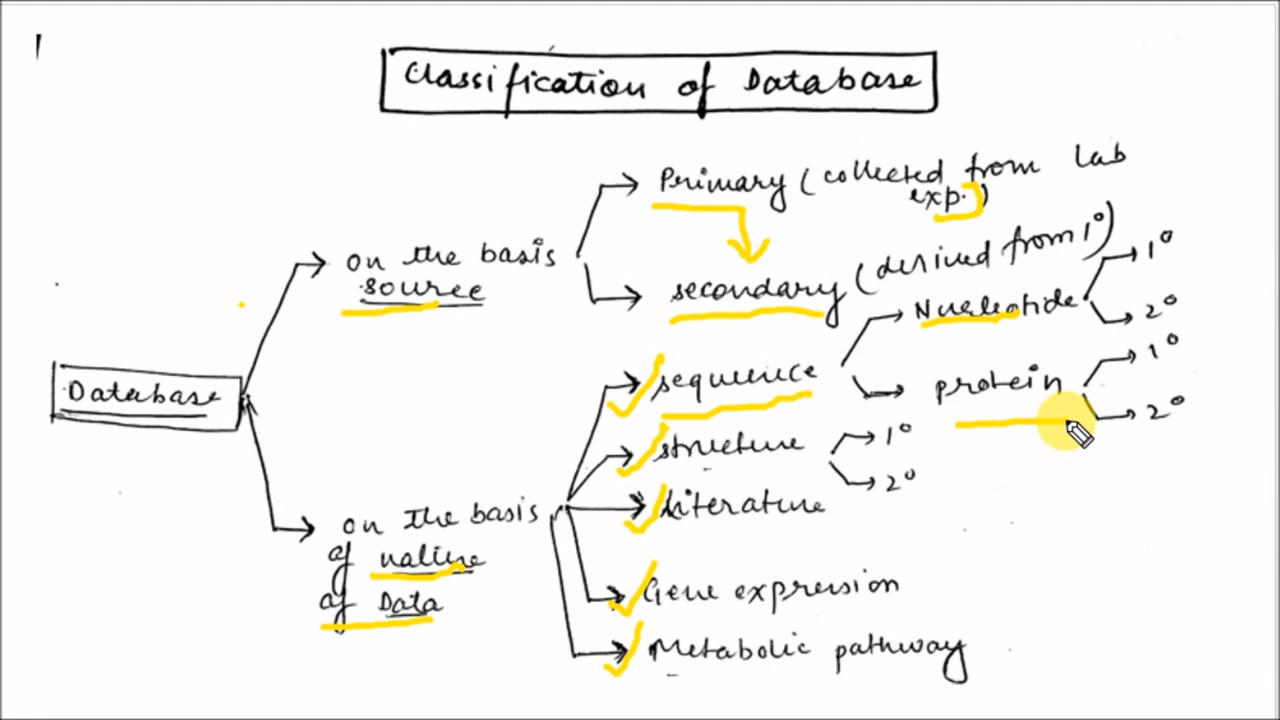 Classification of Database
Primary (collected from lab
exp.)
on the basis
source
secondary (derived from 1°)
Nucleotide
1°
2°
Database
sequence
protein
1°
2°
structure
1°
2°
on the basis
of nature
of Data
literature
Gene expression
Metabolic pathway